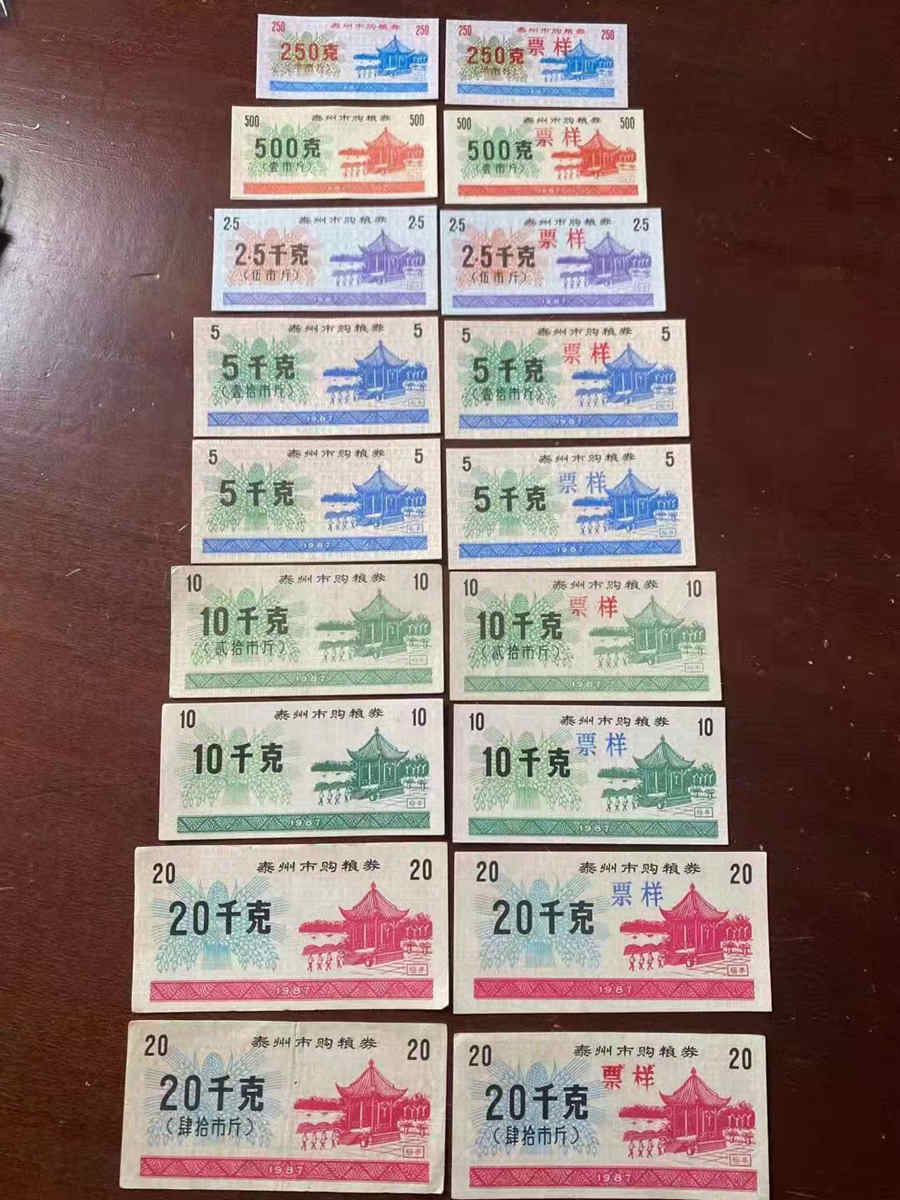 250 泰州市购粮券 250
250克
(半市斤)
1987
250 泰州市购粮券 250
250克 票样
(半市斤)
1987
500 泰州市购粮券 500
500克
(壹市斤)
1987
500 泰州市购粮券 500
500克 票样
(壹市斤)
1987
2·5 泰州市购粮券 2·5
2·5千克
(伍市斤)
1987
2·5 泰州市购粮券 2·5
2·5千克 票样
(伍市斤)
1987
5 泰州市购粮券 5
5千克
(壹拾市斤)
1987
5 泰州市购粮券 5
5千克 票样
(壹拾市斤)
1987
5 泰州市购粮券 5
5千克
1987
5 泰州市购粮券 5
5千克 票样
1987
10 泰州市购粮券 10
10千克
(贰拾市斤)
1987
10 泰州市购粮券 10
10千克 票样
(贰拾市斤)
1987
10 泰州市购粮券 10
10千克
1987
10 泰州市购粮券 10
10千克 票样
1987
20 泰州市购粮券 20
20千克
1987
20 泰州市购粮券 20
20千克 票样
1987
20 泰州市购粮券 20
20千克
(肆拾市斤)
1987
20 泰州市购粮券 20
20千克 票样
(肆拾市斤)
1987